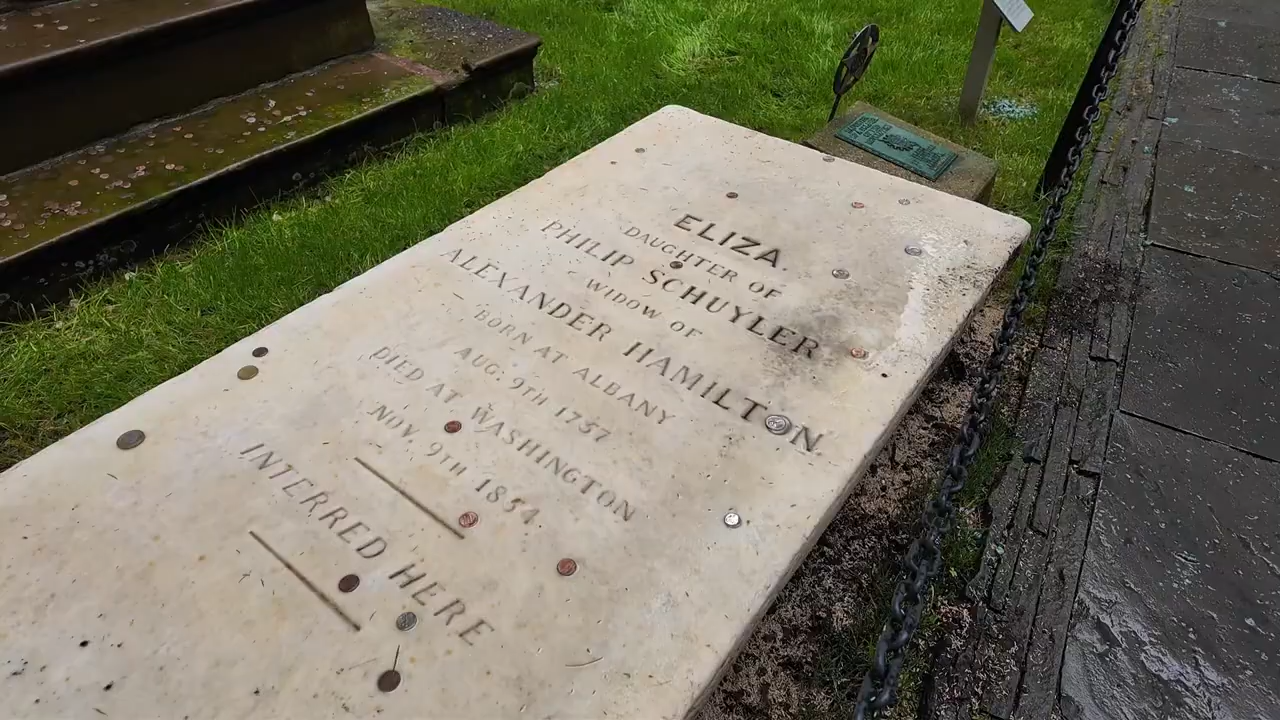 ELIZA.
DAUGHTER OF
PHILIP SCHUYLER
WIDOW OF
ALEXANDER HAMILTON
BORN AT ALBANY
AUG. 9TH 1757
DIED AT WASHINGTON
NOV. 9TH 1854
INTERRED HERE